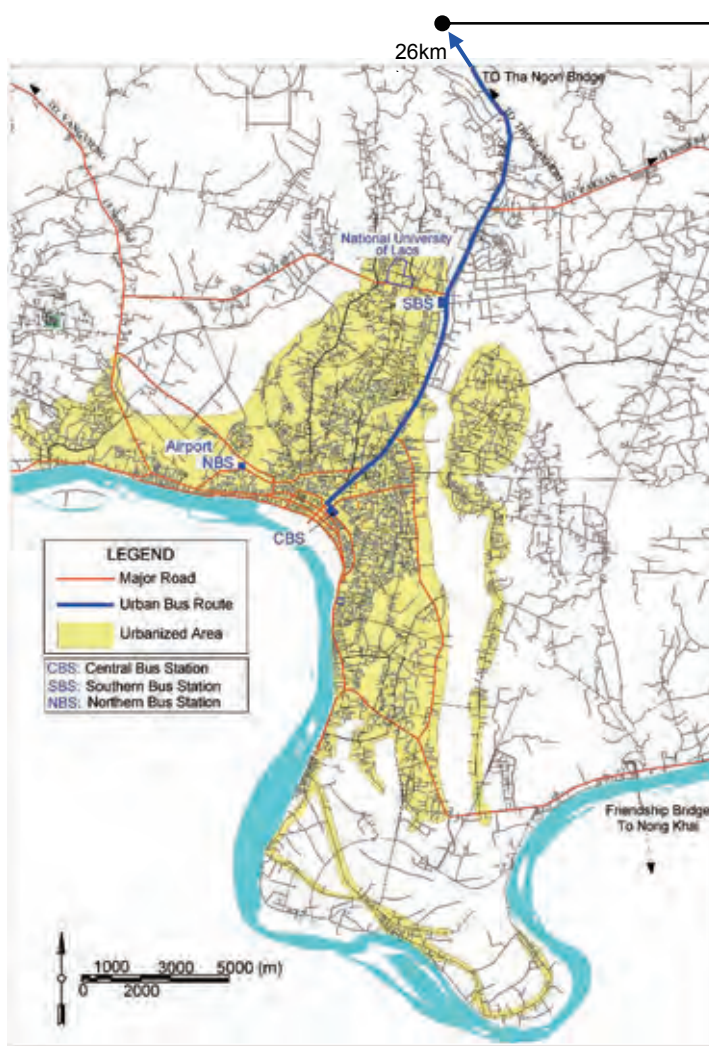 26km
TO Tha Ngon Bridge
National University
of Laos
SBS
Airport
NBS
CBS
LEGEND
Major Road
Urban Bus Route
Urbanized Area
CBS: Central Bus Station
SBS: Southern Bus Station
NBS: Northern Bus Station
Friendship Bridge
To Nong Khai
1000 3000 5000 (m)
0 2000